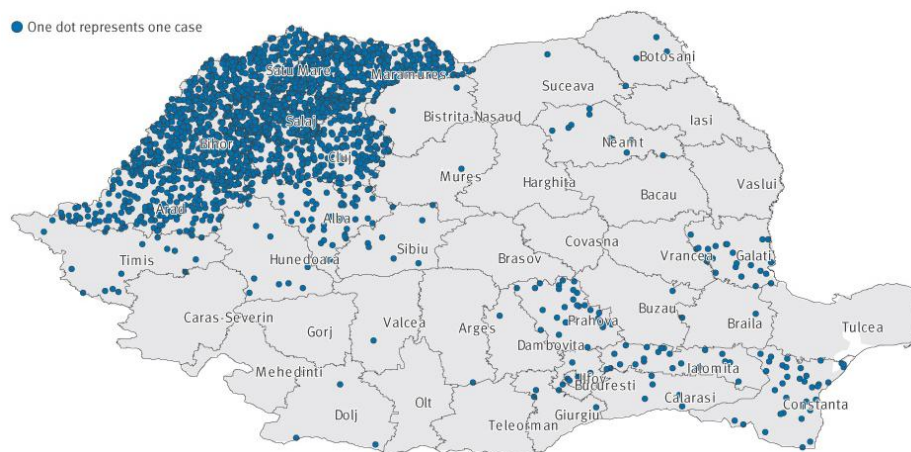 One dot represents one case
Satu Mare
Maramures
Botosani
Suceava
Bistrita-Nasaud
Iasi
Salaj
Neamt
Bihor
Cluj
Mures
Harghita
Bacau
Vaslui
Arad
Alba
Sibiu
Covasna
Timis
Hunedoara
Brasov
Vrancea
Galati
Caras-Severin
Gorj
Valcea
Arges
Prahova
Buzau
Braila
Tulcea
Dambovita
Mehedinti
Ilfov
Ialomita
Bucuresti
Dolj
Olt
Teleorman
Giurgiu
Calarasi
Constanta